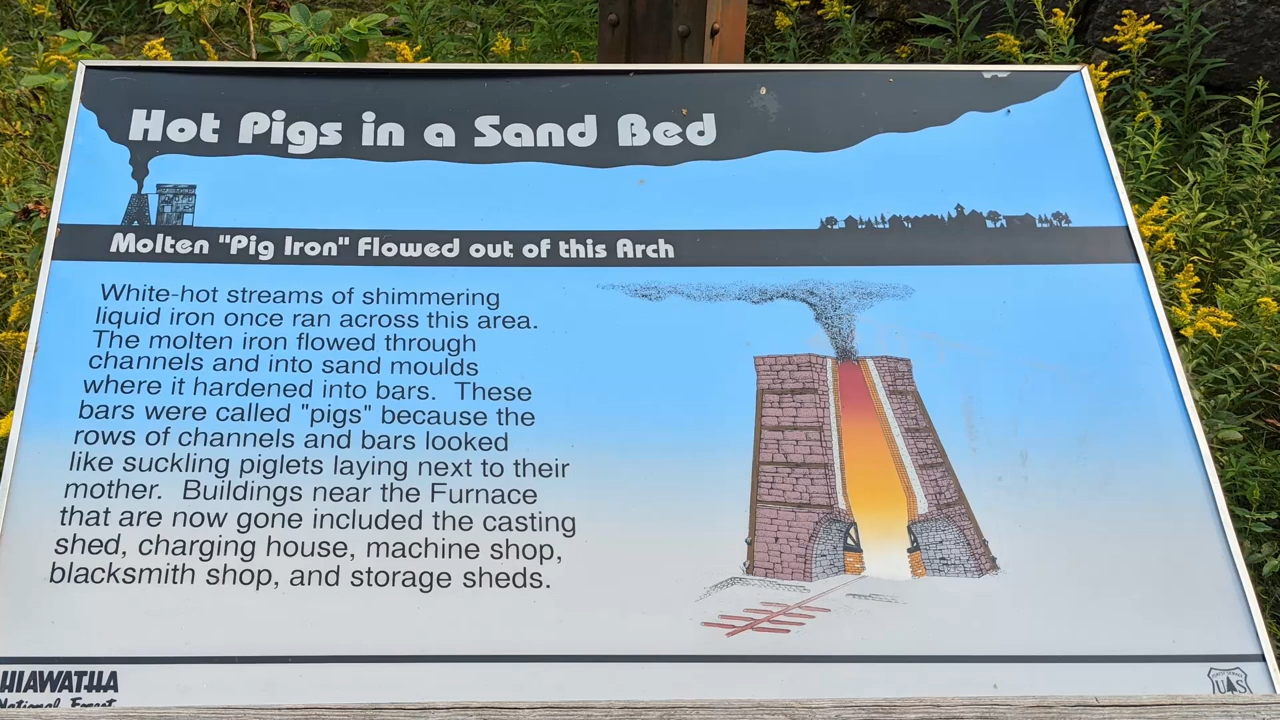 Hot Pigs in a Sand Bed
Molten "Pig Iron" Flowed out of this Arch
White-hot streams of shimmering
liquid iron once ran across this area.
The molten iron flowed through
channels and into sand moulds
where it hardened into bars. These
bars were called "pigs" because the
rows of channels and bars looked
like suckling piglets laying next to their
mother. Buildings near the Furnace
that are now gone included the casting
shed, charging house, machine shop,
blacksmith shop, and storage sheds.
HIAWATHA
National Forest
FOREST SERVICE
U S